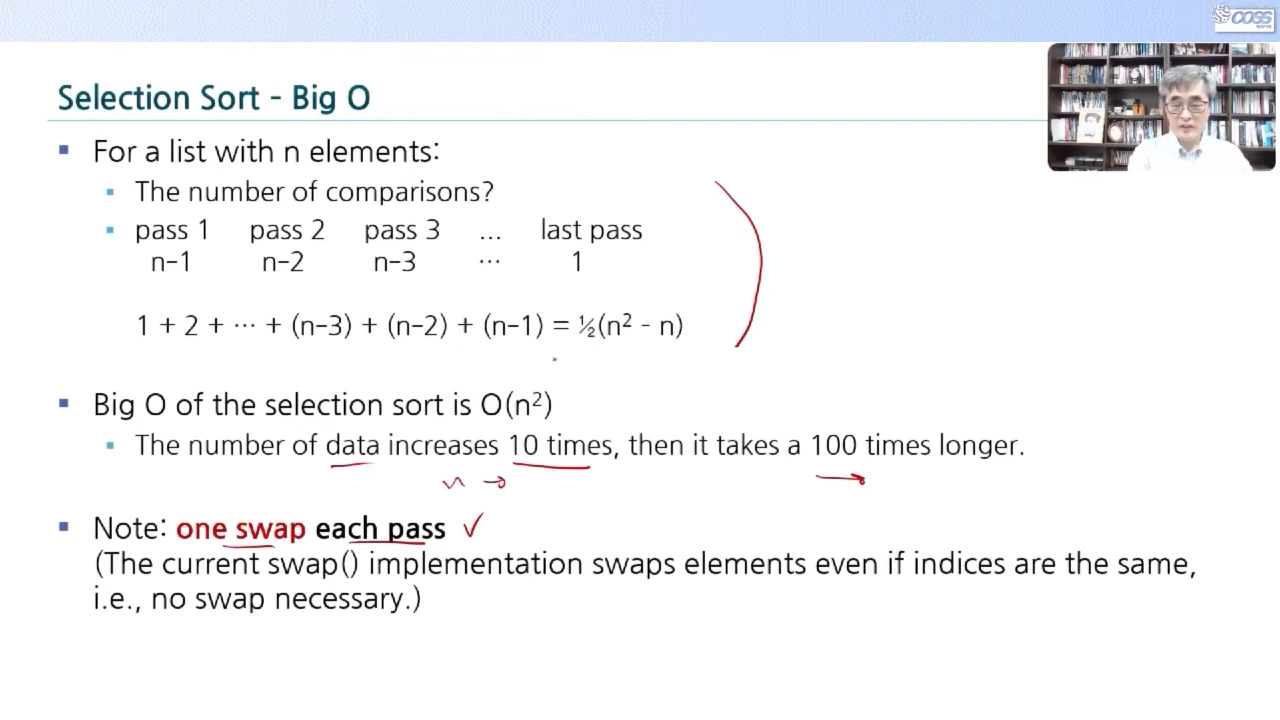 COSS
Selection Sort - Big O
▪ For a list with n elements:
▪ The number of comparisons?
▪ pass 1 pass 2 pass 3 ... last pass
n-1 n-2 n-3 ... 1
1 + 2 + ... + (n-3) + (n-2) + (n-1) = ½(n² - n)
▪ Big O of the selection sort is O(n²)
▪ The number of data increases 10 times, then it takes a 100 times longer.
n →
▪ Note: one swap each pass ✓
(The current swap() implementation swaps elements even if indices are the same,
i.e., no swap necessary.)